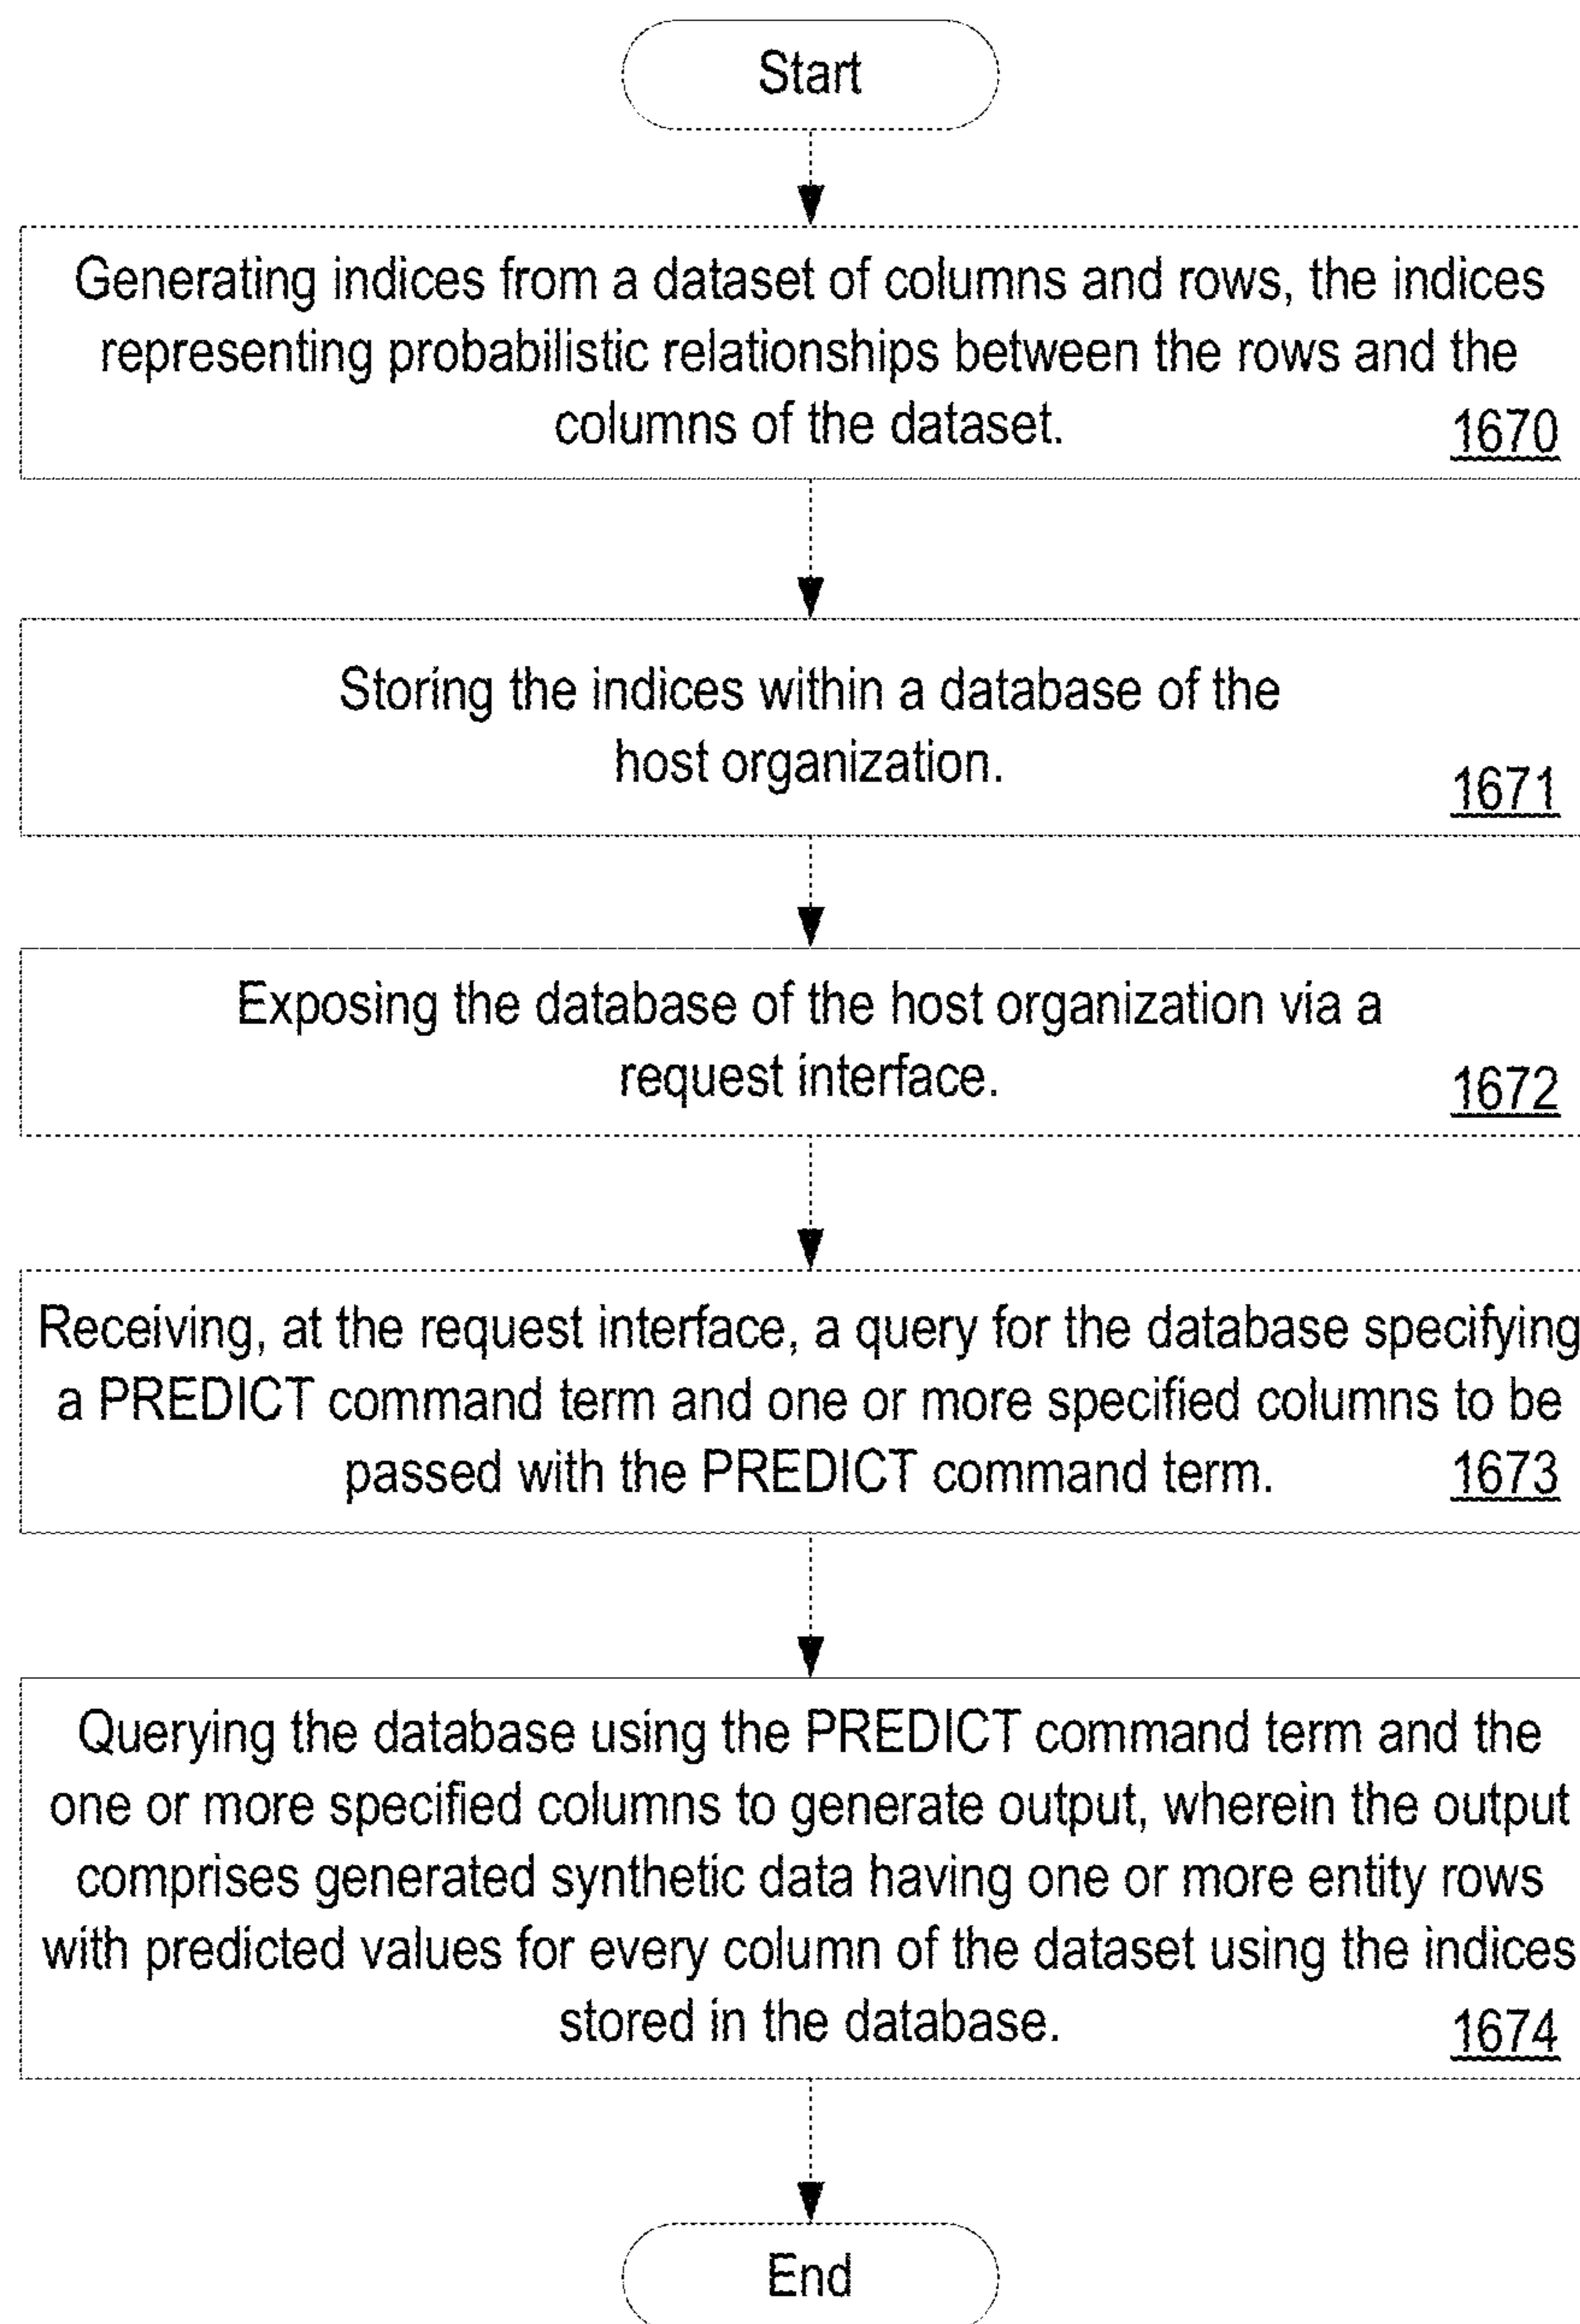 Start
Generating indices from a dataset of columns and rows, the indices
representing probabilistic relationships between the rows and the
columns of the dataset.
1670
Storing the indices within a database of the
host organization.
1671
Exposing the database of the host organization via a
request interface.
1672
Receiving, at the request interface, a query for the database specifying
a PREDICT command term and one or more specified columns to be
passed with the PREDICT command term.
1673
Querying the database using the PREDICT command term and the
one or more specified columns to generate output, wherein the output
comprises generated synthetic data having one or more entity rows
with predicted values for every column of the dataset using the indices
stored in the database.
1674
End